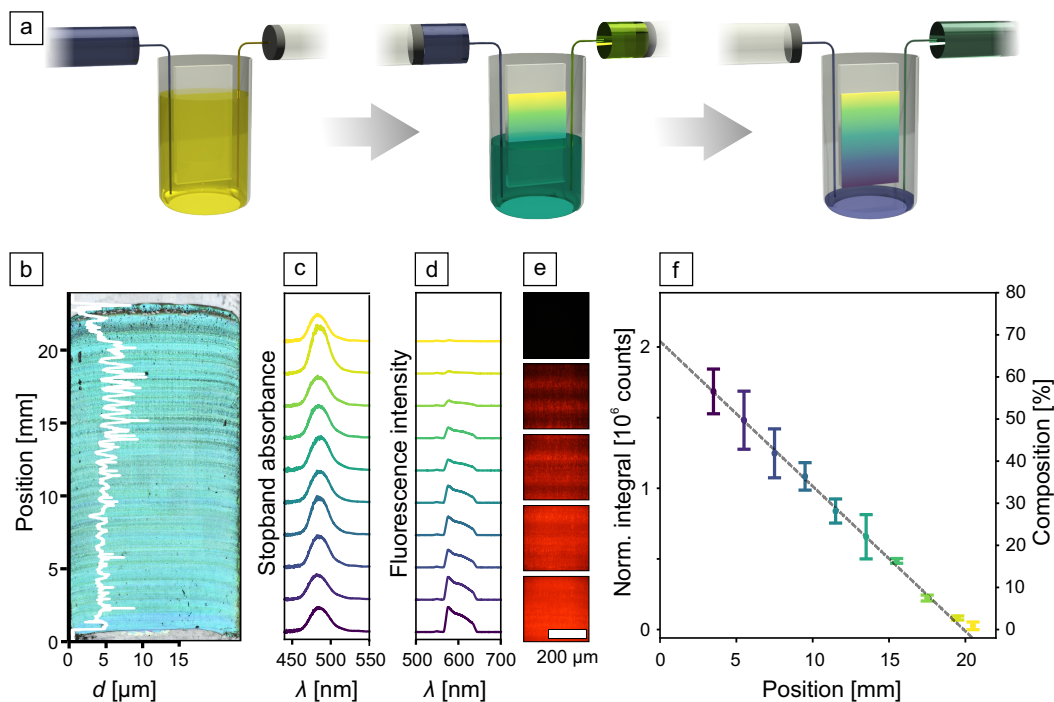 a
b
c
d
e
f
Position [mm]
20
15
10
5
0
0
5
10
15
d [µm]
Stopband absorbance
450
500
550
λ [nm]
Fluorescence intensity
500
600
700
λ [nm]
200 µm
Norm. integral [10⁶ counts]
2
1
0
0
5
10
15
20
Position [mm]
80
70
60
50
40
30
20
10
0
Composition [%]